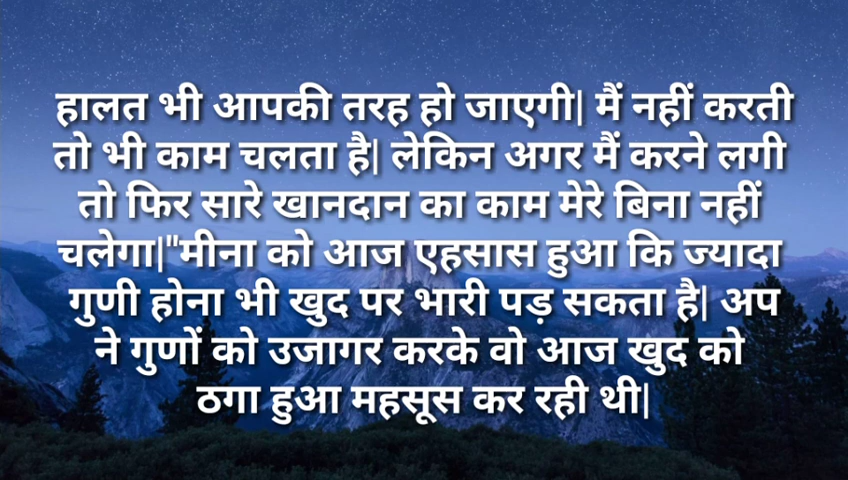 हालत भी आपकी तरह हो जाएगी| मैं नहीं करती
तो भी काम चलता है| लेकिन अगर मैं करने लगी
तो फिर सारे खानदान का काम मेरे बिना नहीं
चलेगा|"मीना को आज एहसास हुआ कि ज्यादा
गुणी होना भी खुद पर भारी पड़ सकता है| अप
ने गुणों को उजागर करके वो आज खुद को
ठगा हुआ महसूस कर रही थी|